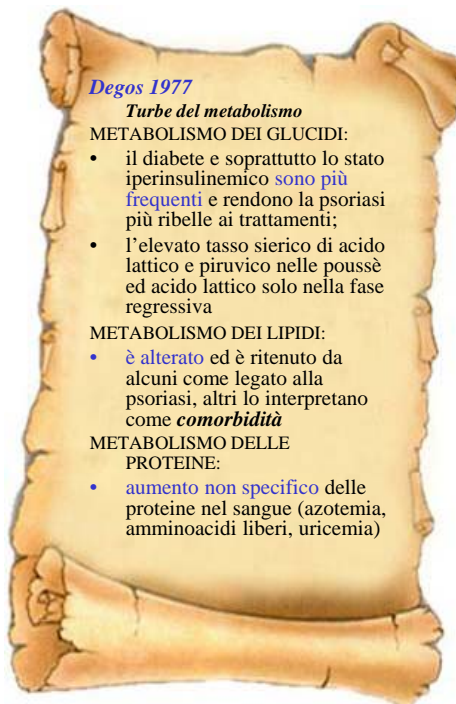 Degos 1977
Turbe del metabolismo
METABOLISMO DEI GLUCIDI:
• il diabete e soprattutto lo stato
iperinsulinemico sono più
frequenti e rendono la psoriasi
più ribelle ai trattamenti;
• l'elevato tasso sierico di acido
lattico e piruvico nelle poussè
ed acido lattico solo nella fase
regressiva
METABOLISMO DEI LIPIDI:
• è alterato ed è ritenuto da
alcuni come legato alla
psoriasi, altri lo interpretano
come comorbidità
METABOLISMO DELLE
PROTEINE:
• aumento non specifico delle
proteine nel sangue (azotemia,
amminoacidi liberi, uricemia)